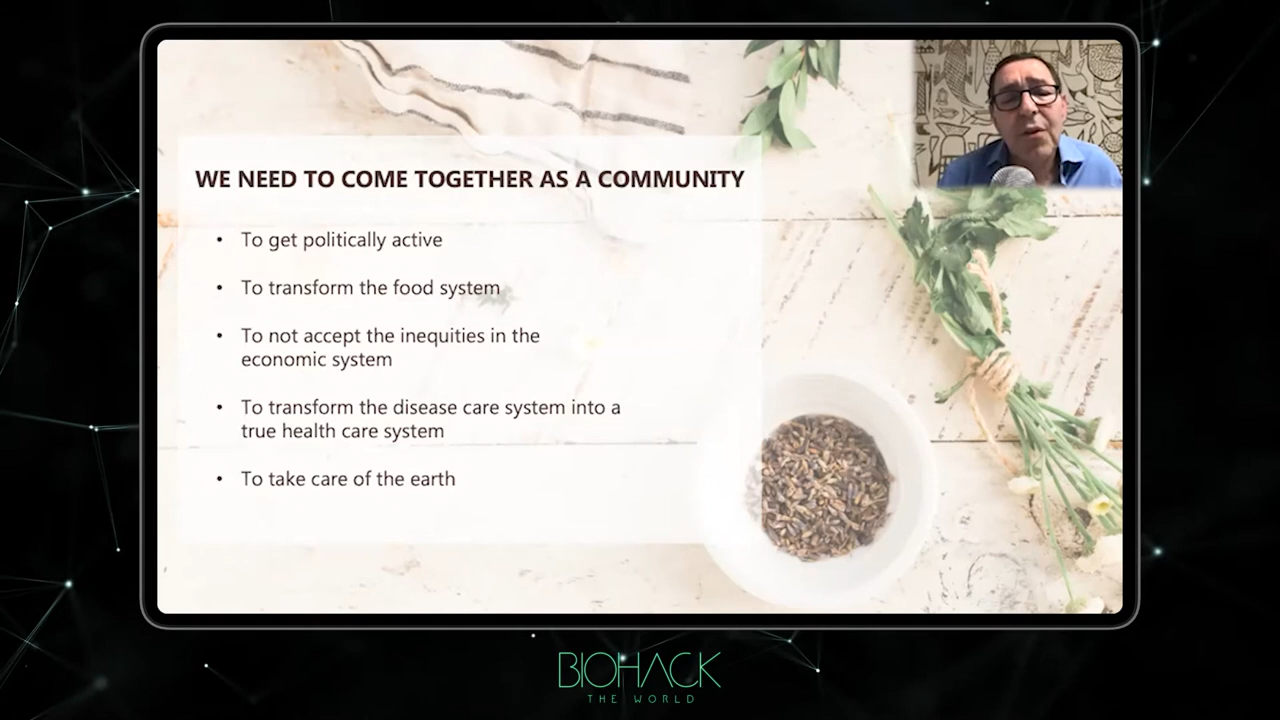 WE NEED TO COME TOGETHER AS A COMMUNITY
• To get politically active
• To transform the food system
• To not accept the inequities in the
economic system
• To transform the disease care system into a
true health care system
• To take care of the earth
BIOHACK
THE WORLD